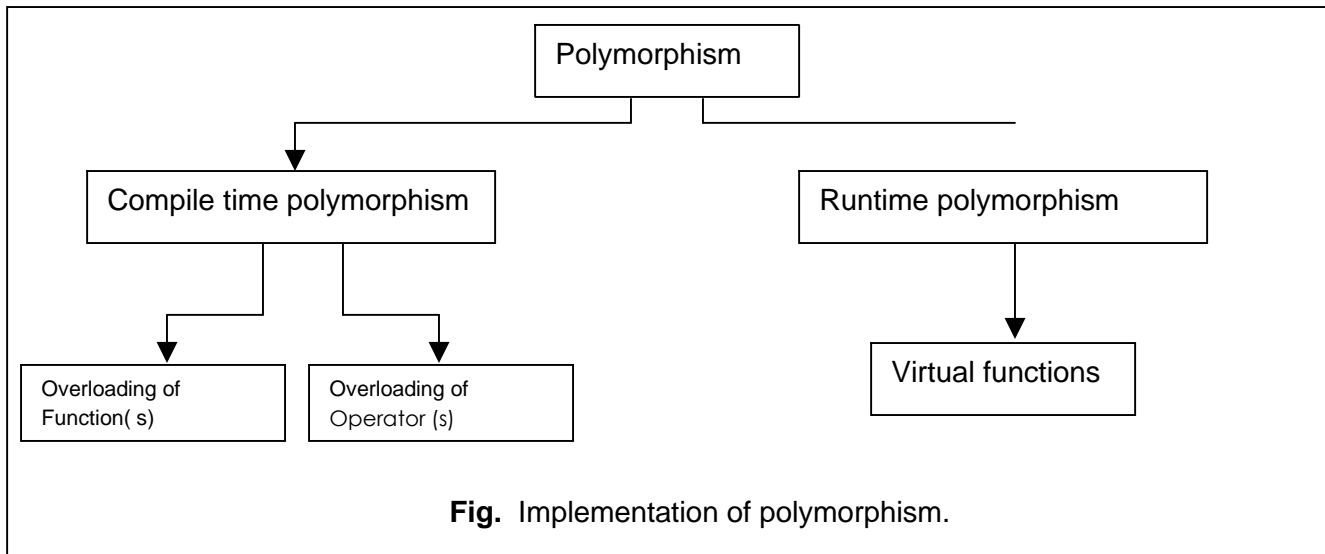 Polymorphism
Compile time polymorphism
Runtime polymorphism
Overloading of
Function( s)
Overloading of
Operator (s)
Virtual functions
Fig. Implementation of polymorphism.